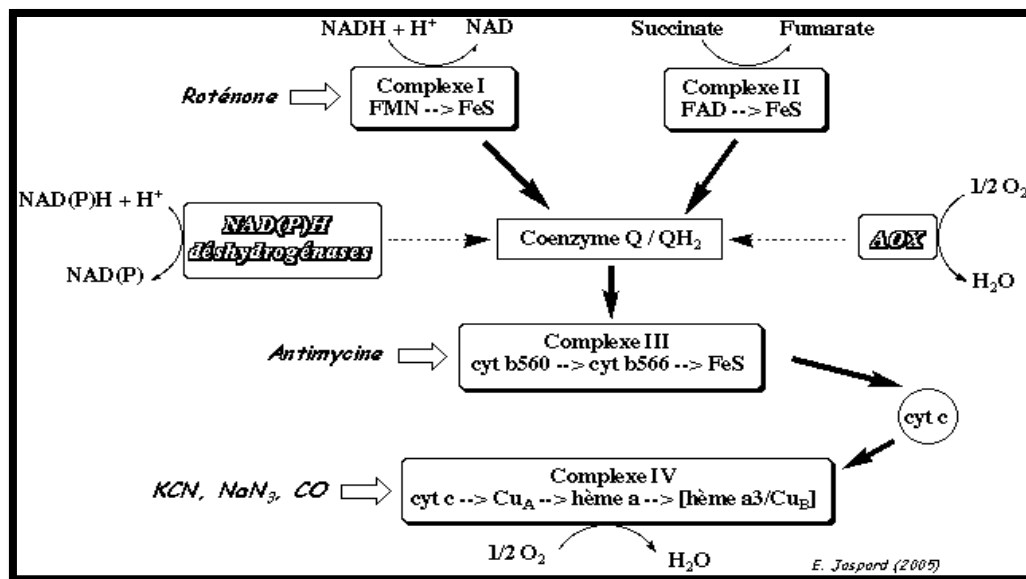 NADH + H⁺ NAD
Succinate Fumarate
Complexe I
FMN --> FeS
Complexe II
FAD --> FeS
Roténone
NAD(P)H + H⁺
NAD(P)H
déshydrogénases
NAD(P)
Coenzyme Q / QH₂
AOX
1/2 O₂
H₂O
Antimycine
Complexe III
cyt b560 --> cyt b566 --> FeS
cyt c
KCN, NaN₃, CO
Complexe IV
cyt c --> Cu_A --> hème a --> [hème a3/Cu_B]
1/2 O₂ H₂O
E. Jaspard (2005)